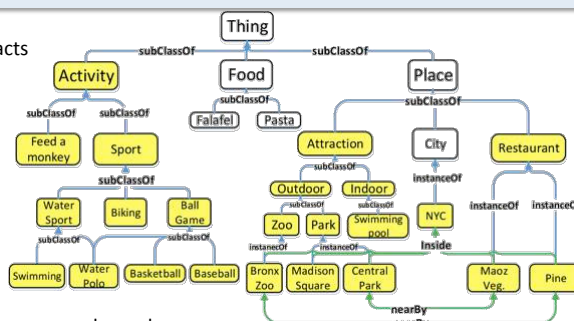 Thing
acts
subClassOf
subClassOf
Activity
Food
Place
subClassOf
subClassOf
subClassOf
subClassOf
Falafel
Pasta
Feed a
monkey
Sport
Attraction
City
Restaurant
subClassOf
subClassOf
instanceOf
Outdoor
Indoor
Water
Sport
Biking
Ball
Game
subClassOf
subClassOf
instanceOf
Zoo
Park
Swimming
pool
NYC
subClassOf
subClassOf
instanceOf
instanceOf
Inside
Swimming
Water
Polo
Basketball
Baseball
Bronx
Zoo
Madison
Square
Central
Park
Maoz
Veg.
Pine
nearBy